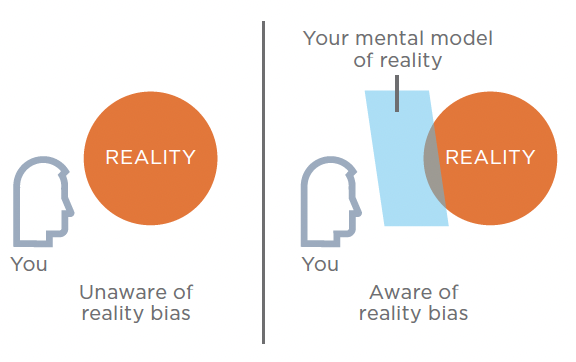 REALITY
You
Unaware of
reality bias
Your mental model
of reality
REALITY
You
Aware of
reality bias